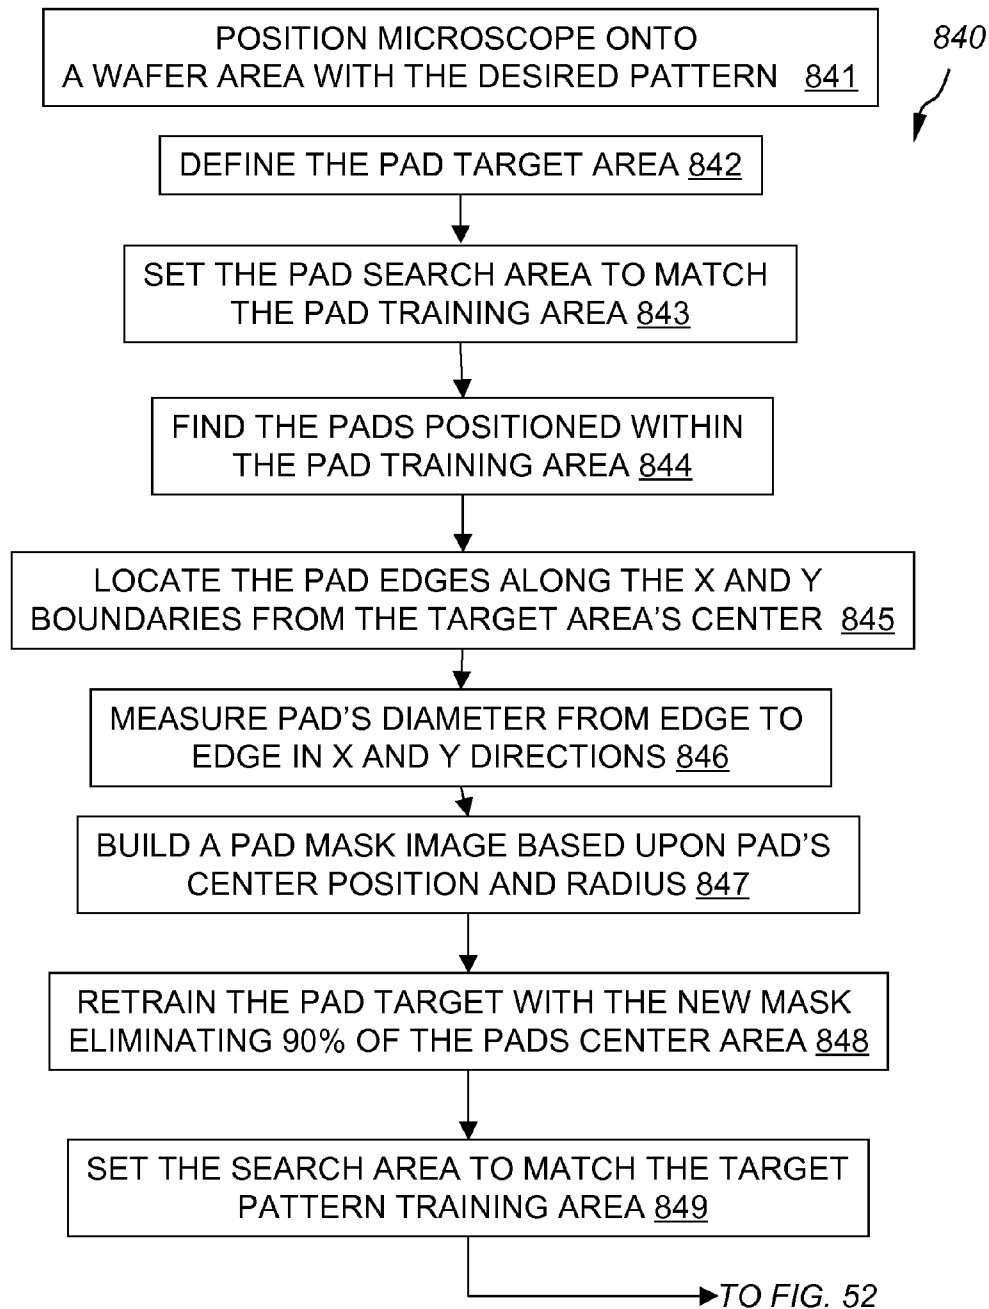 POSITION MICROSCOPE ONTO
A WAFER AREA WITH THE DESIRED PATTERN 841
840
DEFINE THE PAD TARGET AREA 842
SET THE PAD SEARCH AREA TO MATCH
THE PAD TRAINING AREA 843
FIND THE PADS POSITIONED WITHIN
THE PAD TRAINING AREA 844
LOCATE THE PAD EDGES ALONG THE X AND Y
BOUNDARIES FROM THE TARGET AREA'S CENTER 845
MEASURE PAD'S DIAMETER FROM EDGE TO
EDGE IN X AND Y DIRECTIONS 846
BUILD A PAD MASK IMAGE BASED UPON PAD'S
CENTER POSITION AND RADIUS 847
RETRAIN THE PAD TARGET WITH THE NEW MASK
ELIMINATING 90% OF THE PADS CENTER AREA 848
SET THE SEARCH AREA TO MATCH THE TARGET
PATTERN TRAINING AREA 849
TO FIG. 52